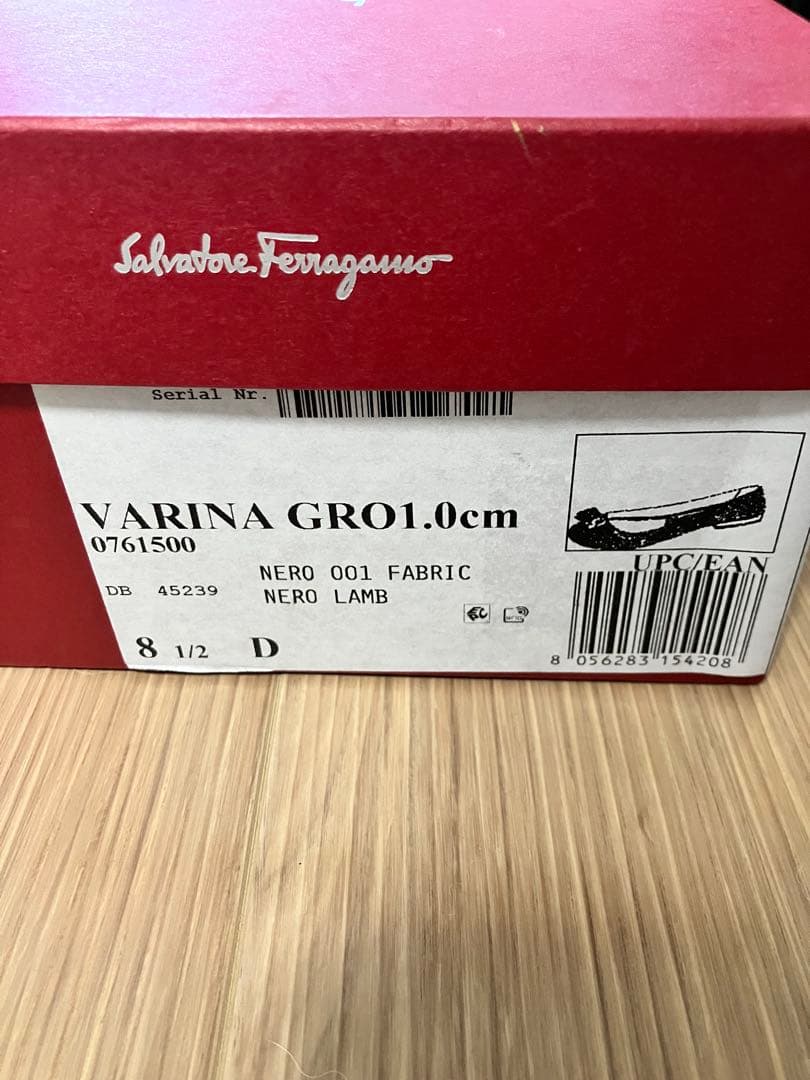 Salvatore Ferragamo
Serial Nr.
VARINA GRO1.0cm
0761500
NERO 001 FABRIC
DB 45239 NERO LAMB
8 1/2 D
UPC/EAN
8 056283 154208